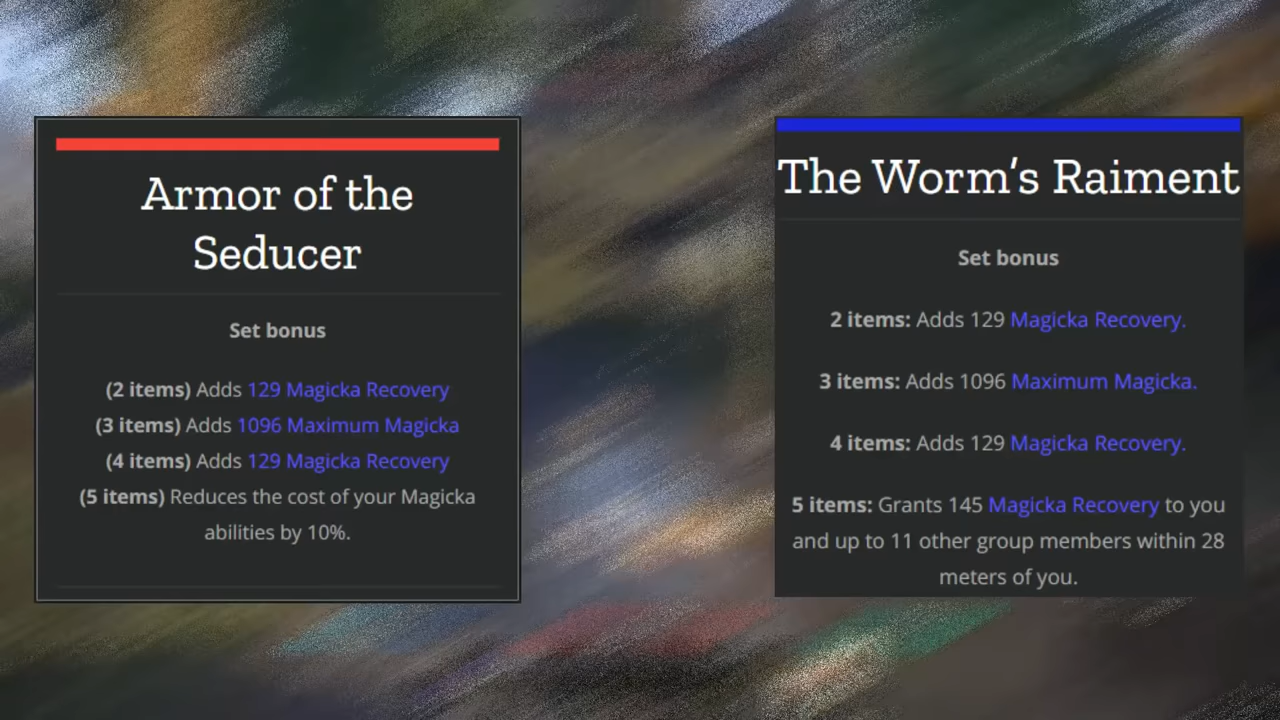 Armor of the
Seducer
Set bonus
(2 items) Adds 129 Magicka Recovery
(3 items) Adds 1096 Maximum Magicka
(4 items) Adds 129 Magicka Recovery
(5 items) Reduces the cost of your Magicka
abilities by 10%.
The Worm’s Raiment
Set bonus
2 items: Adds 129 Magicka Recovery.
3 items: Adds 1096 Maximum Magicka.
4 items: Adds 129 Magicka Recovery.
5 items: Grants 145 Magicka Recovery to you
and up to 11 other group members within 28
meters of you.